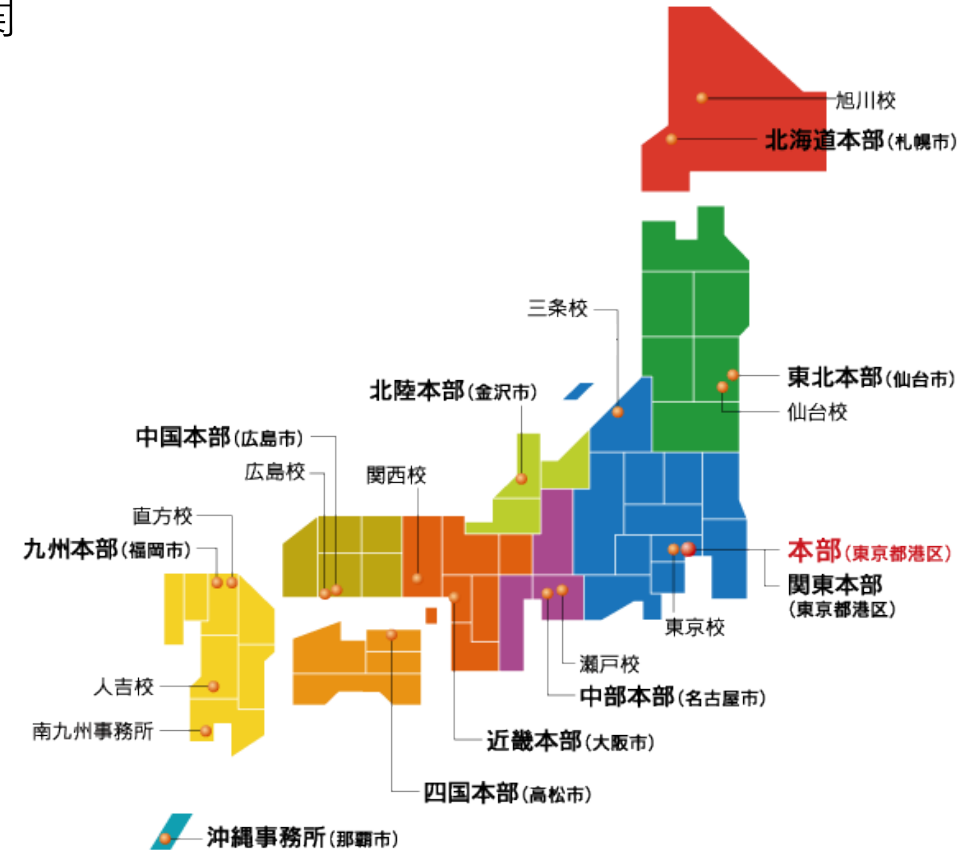 旭川校
北海道本部(札幌市)
三条校
東北本部(仙台市)
仙台校
北陸本部(金沢市)
中国本部(広島市)
広島校
関西校
直方校
九州本部(福岡市)
本部(東京都港区)
関東本部
(東京都港区)
東京校
瀬戸校
中部本部(名古屋市)
人吉校
南九州事務所
近畿本部(大阪市)
四国本部(高松市)
沖縄事務所(那覇市)